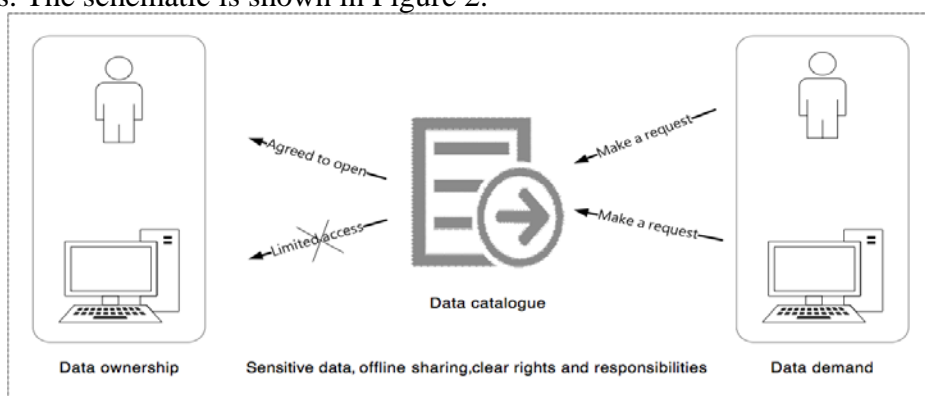 s. The schematic is shown in Figure 2.
Agreed to open
Make a request
Limited access
Make a request
Data catalogue
Data ownership
Sensitive data, offline sharing,clear rights and responsibilities
Data demand